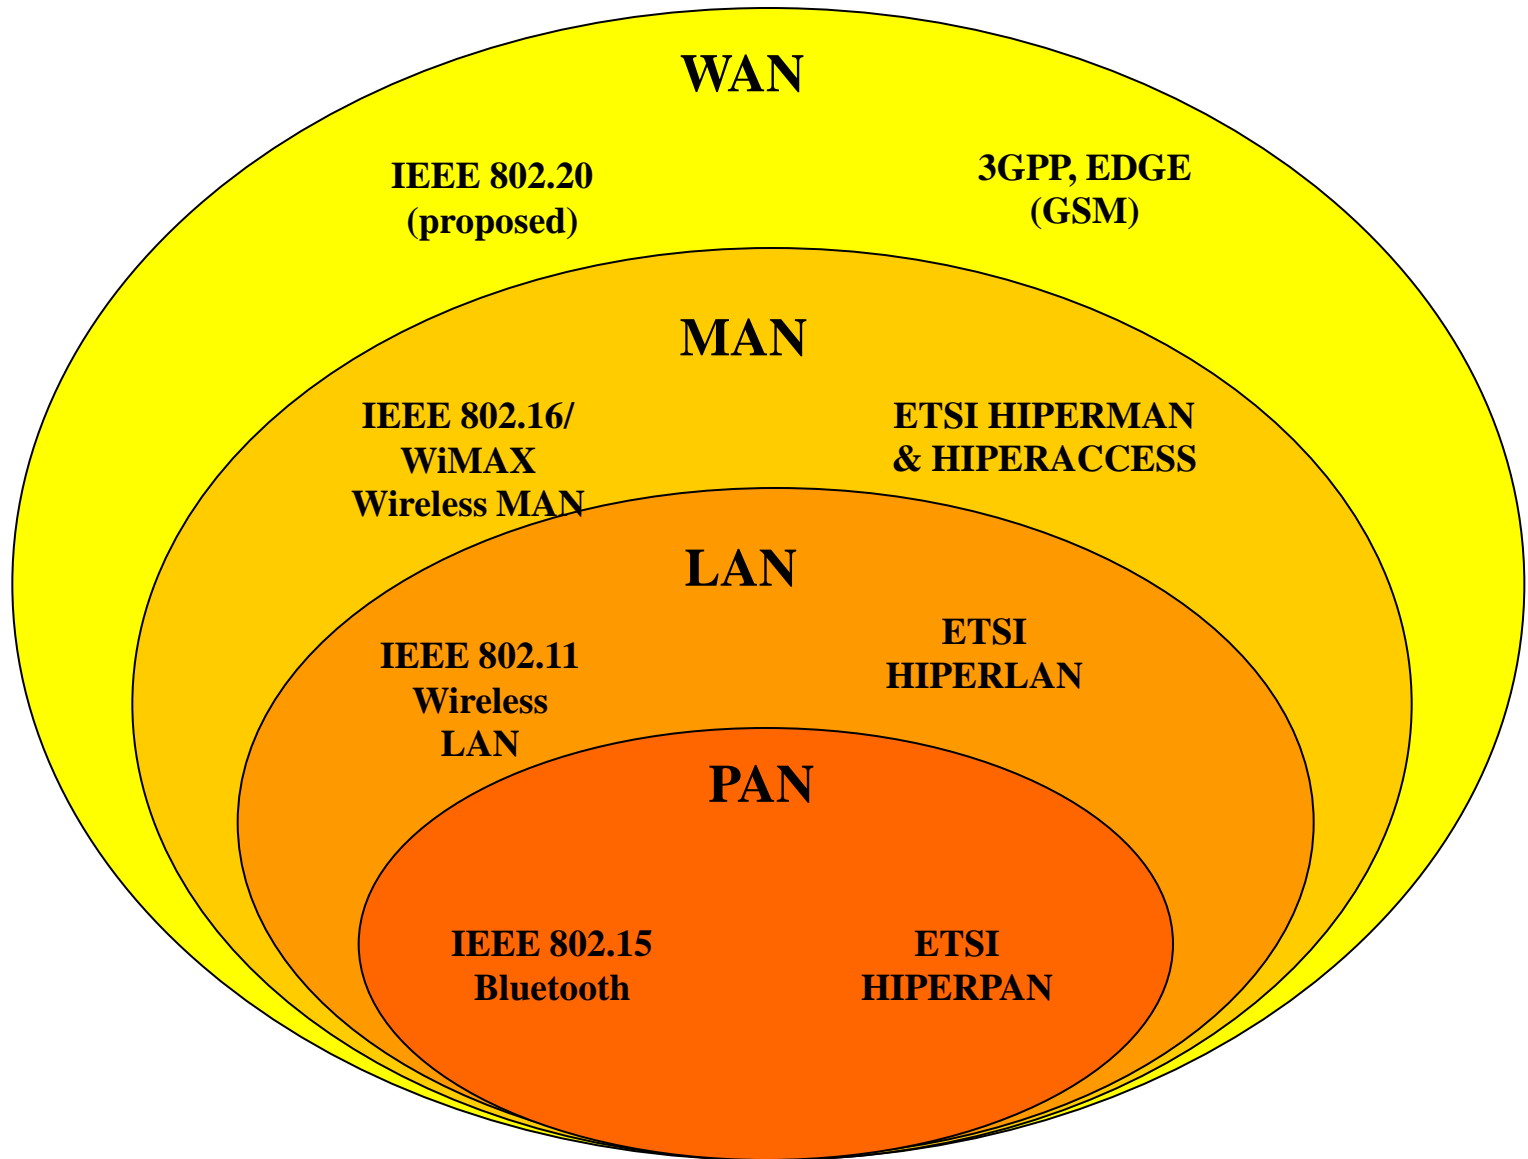 WAN
IEEE 802.20
(proposed)
3GPP, EDGE
(GSM)
MAN
IEEE 802.16/
WiMAX
Wireless MAN
ETSI HIPERMAN
& HIPERACCESS
LAN
IEEE 802.11
Wireless
LAN
ETSI
HIPERLAN
PAN
IEEE 802.15
Bluetooth
ETSI
HIPERPAN